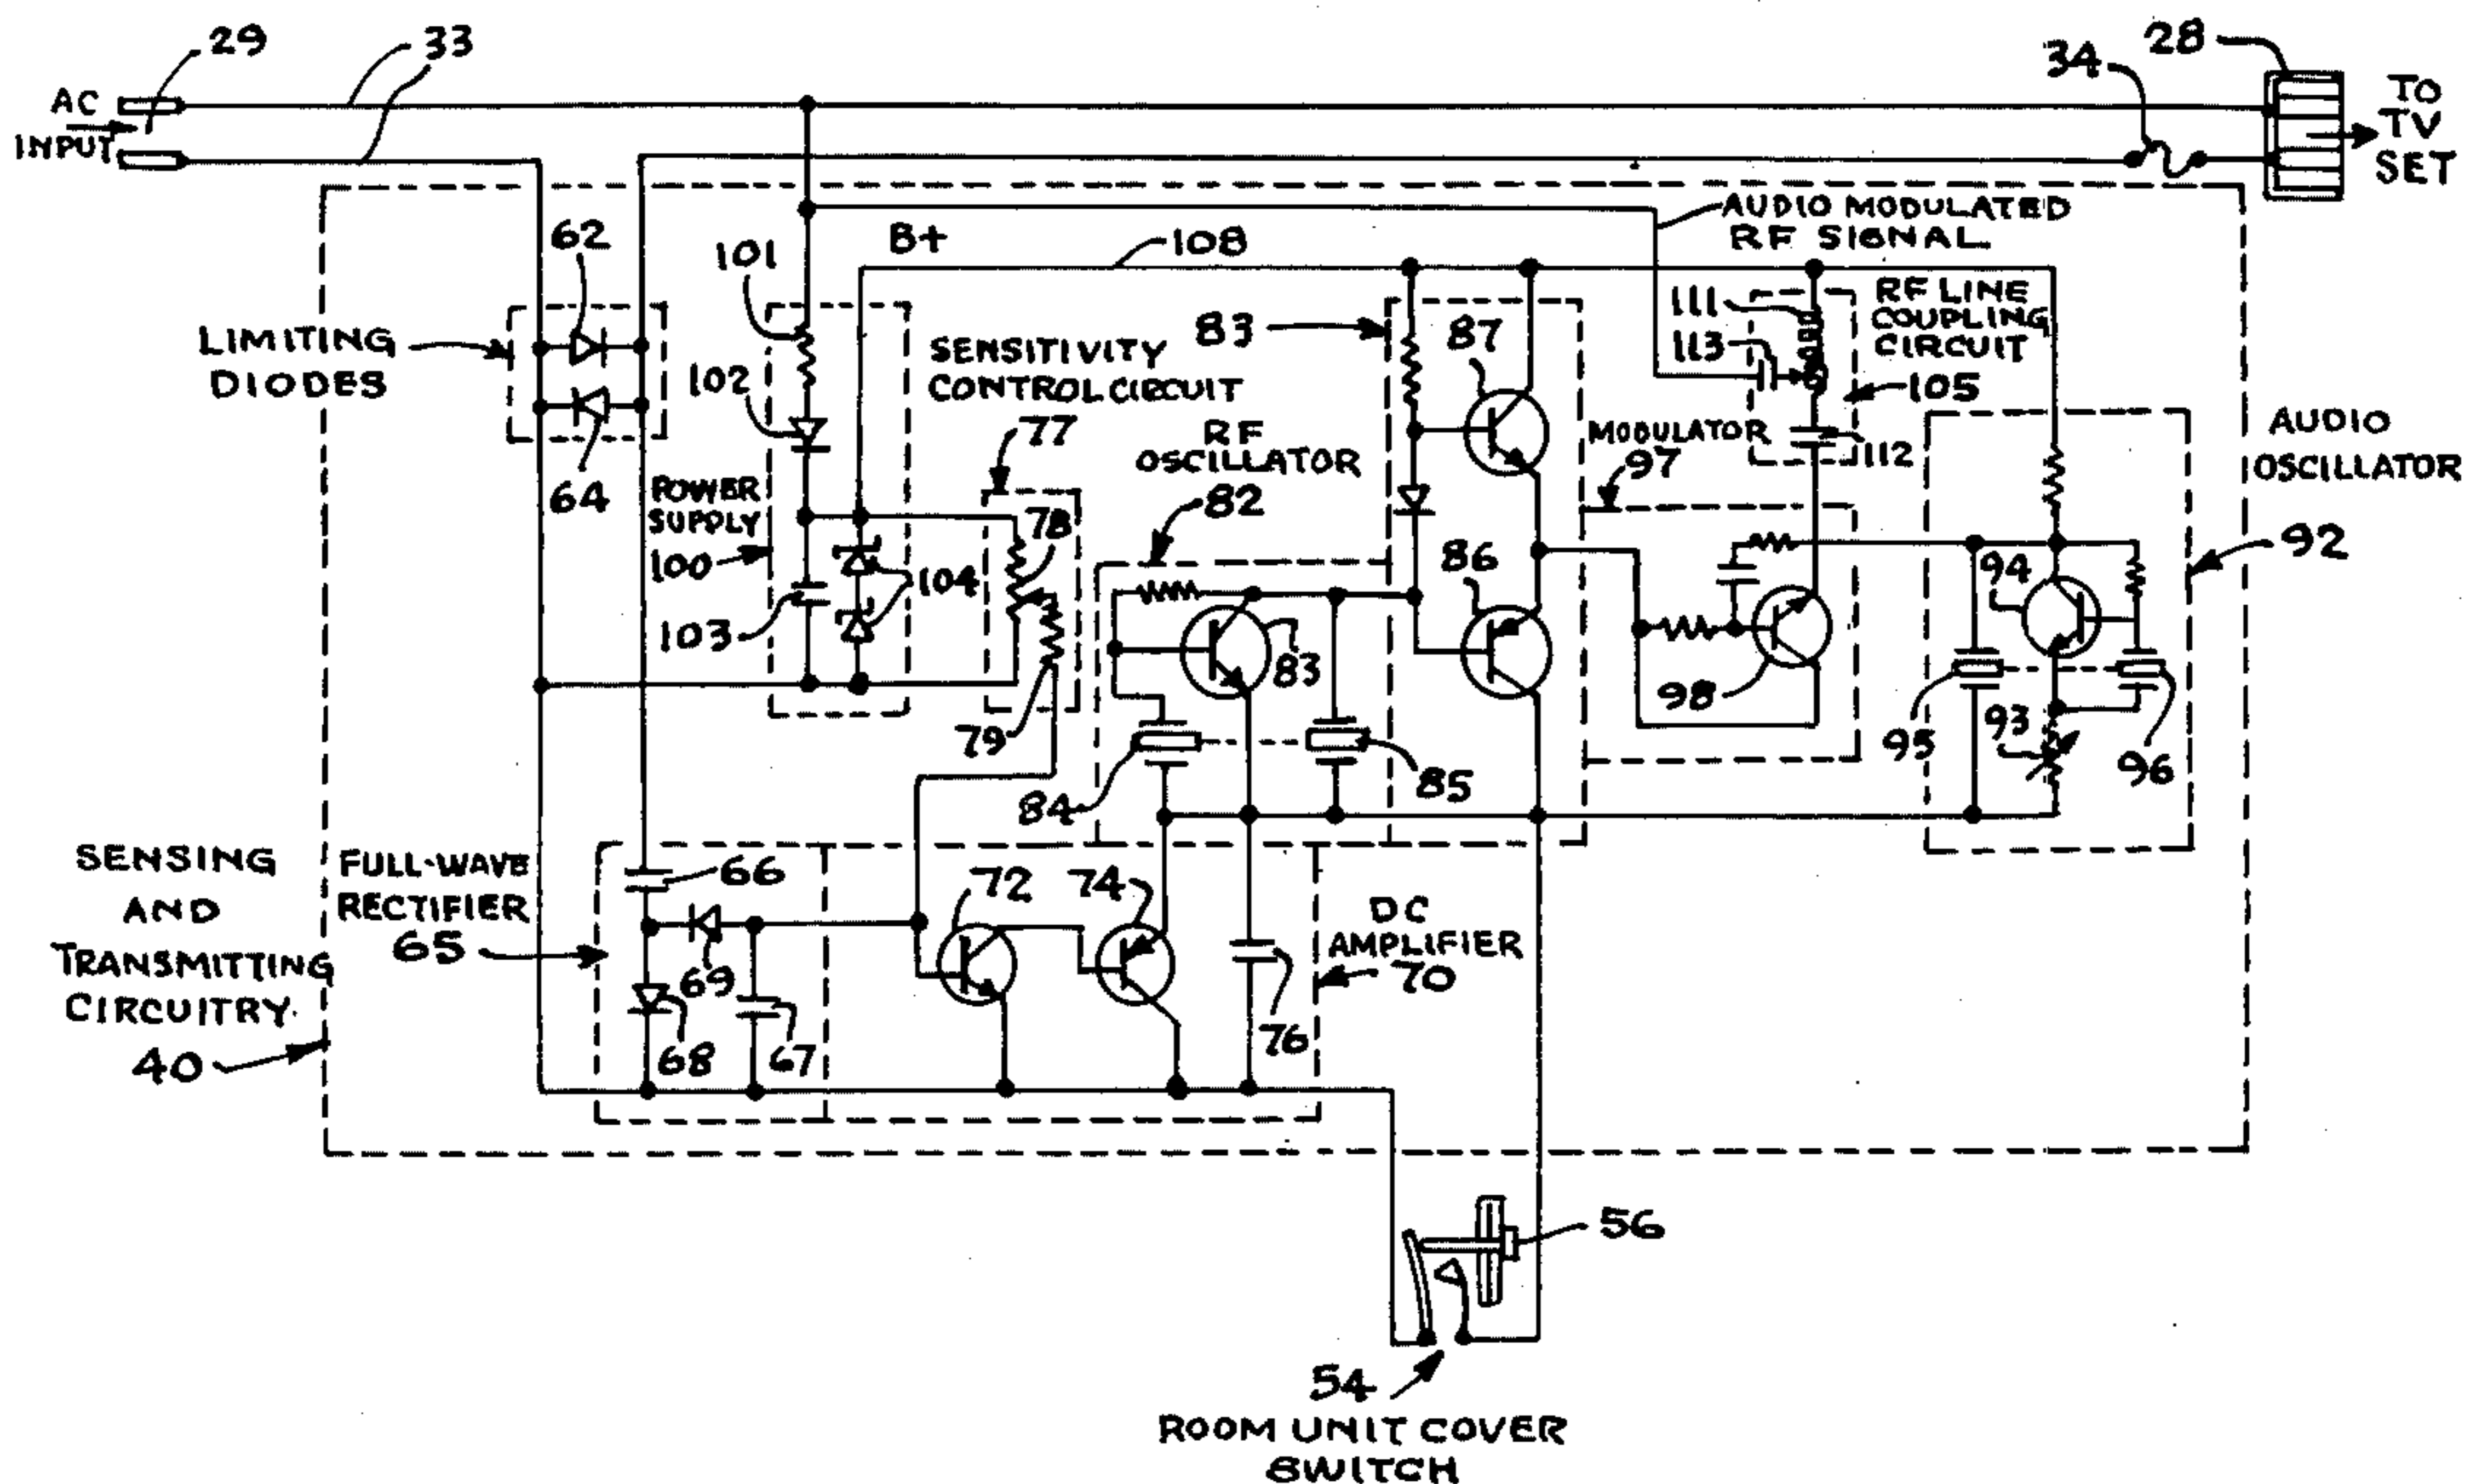 29
33
34
28
AC
INPUT
TO
TV
SET
62
101
B+
108
AUDIO MODULATED
RF SIGNAL
LIMITING
DIODES
102
SENSITIVITY
CONTROL CIRCUIT
83
87
111
113
RF LINE
COUPLING
CIRCUIT
105
64
POWER
SUPPLY
100
77
78
RF
OSCILLATOR
82
MODULATOR
97
112
AUDIO
OSCILLATOR
92
103
104
79
83
86
98
94
95
93
96
84
85
SENSING
AND
TRANSMITTING
CIRCUITRY
40
FULL-WAVE
RECTIFIER
65
66
69
68
67
72
74
76
DC
AMPLIFIER
70
56
54
ROOM UNIT COVER
SWITCH